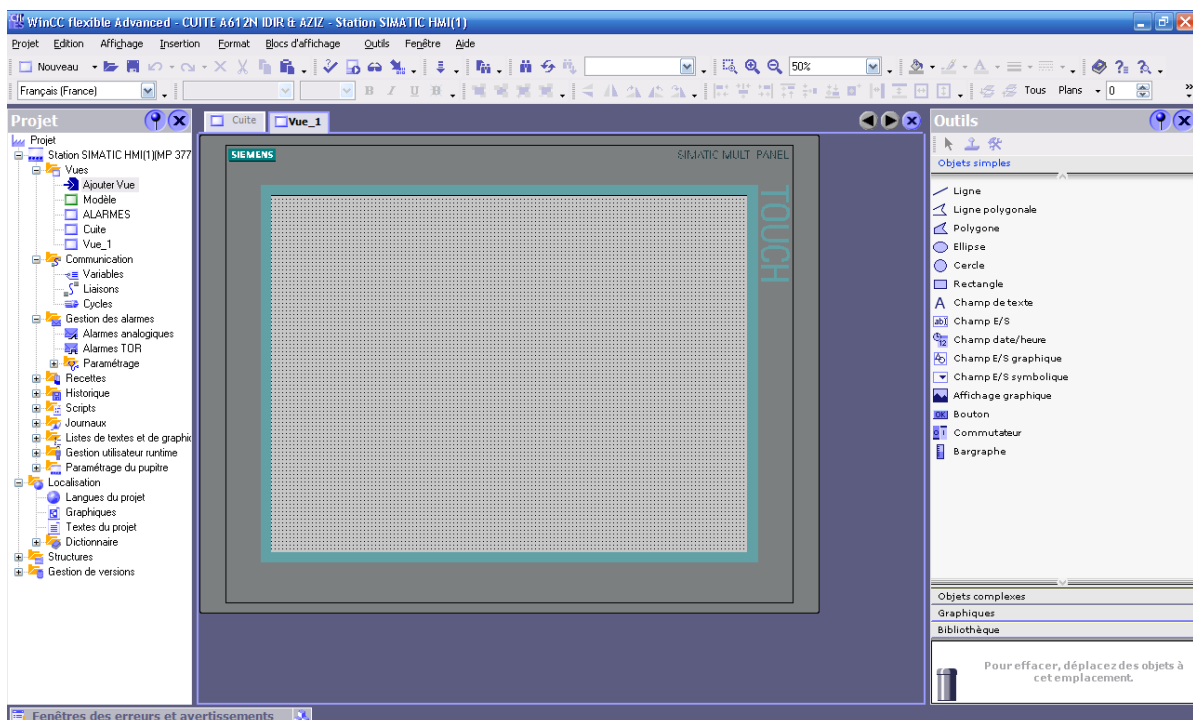 WinCC flexible Advanced - CUITE A612N IDIR & AZIZ - Station SIMATIC HMI(1)
Projet Edition Affichage Insertion Format Blocs d'affichage Outils Fenêtre Aide
Nouveau 50%
Français (France) Tous Plans 0
Projet
Projet
Station SIMATIC HMI(1)(MP 377
Vues
Ajouter Vue
Modèle
ALARMES
Cuite
Vue_1
Communication
Variables
Liaisons
Cycles
Gestion des alarmes
Alarmes analogiques
Alarmes TOR
Paramétrage
Recettes
Historique
Scripts
Journaux
Listes de textes et de graphic
Gestion utilisateur runtime
Paramétrage du pupitre
Localisation
Langues du projet
Graphiques
Textes du projet
Dictionnaire
Structures
Gestion de versions
Cuite Vue_1
SIEMENS SIMATIC MULTI PANEL
TOUCH
Outils
Objets simples
Ligne
Ligne polygonale
Polygone
Ellipse
Cercle
Rectangle
Champ de texte
Champ E/S
Champ date/heure
Champ E/S graphique
Champ E/S symbolique
Affichage graphique
Bouton
Commutateur
Bargraphe
Objets complexes
Graphiques
Bibliothèque
Pour effacer, déplacez des objets à
cet emplacement.
Fenêtres des erreurs et avertissements